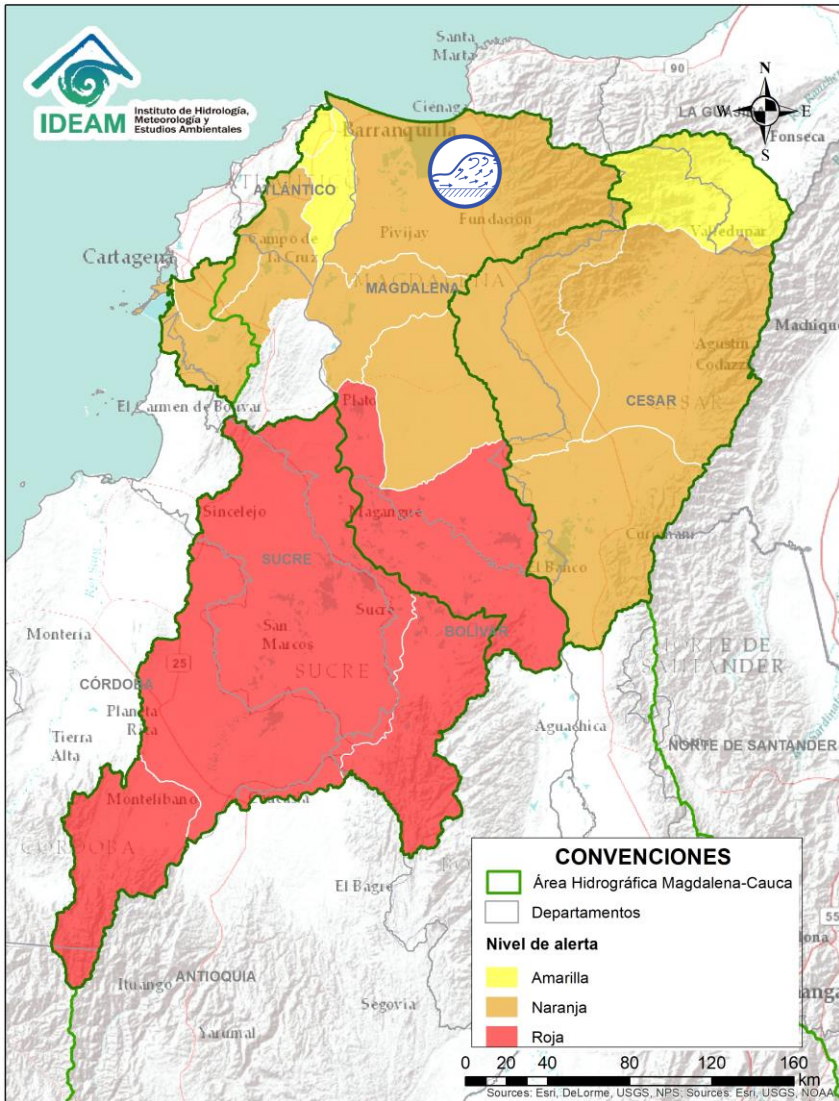 IDEAM
Instituto de Hidrología,
Meteorología y
Estudios Ambientales
Santa
Marta
90
N
W
E
S
Ciénaga
Barranquilla
Fonseca
ATLÁNTICO
Fundación
Valledupar
Pivijay
Campo de
la Cruz
Cartagena
MAGDALENA
MAGDALENA
Machique
Agustín
Codazzi
El Carmen de Bolívar
Plato
CESAR
CESAR
Sincelejo
Magangué
Curumaní
SUCRE
El Banco
Sucre
BOLÍVAR
Montería
San
Marcos
SUCRE
NORTE DE
SANTANDER
25
CÓRDOBA
Planeta
Rica
Tierra
Alta
Aguachica
NORTE DE SANTANDER
Montelíbano
CÓRDOBA
El Bagre
Ituango
ANTIOQUIA
Segovia
Yarumal
CONVENCIONES
Área Hidrográfica Magdalena-Cauca
Departamentos
Nivel de alerta
Amarilla
Naranja
Roja
55
0 20 40 80 120 160
km
Sources: Esri, DeLorme, USGS, NPS; Sources: Esri, USGS, NOAA